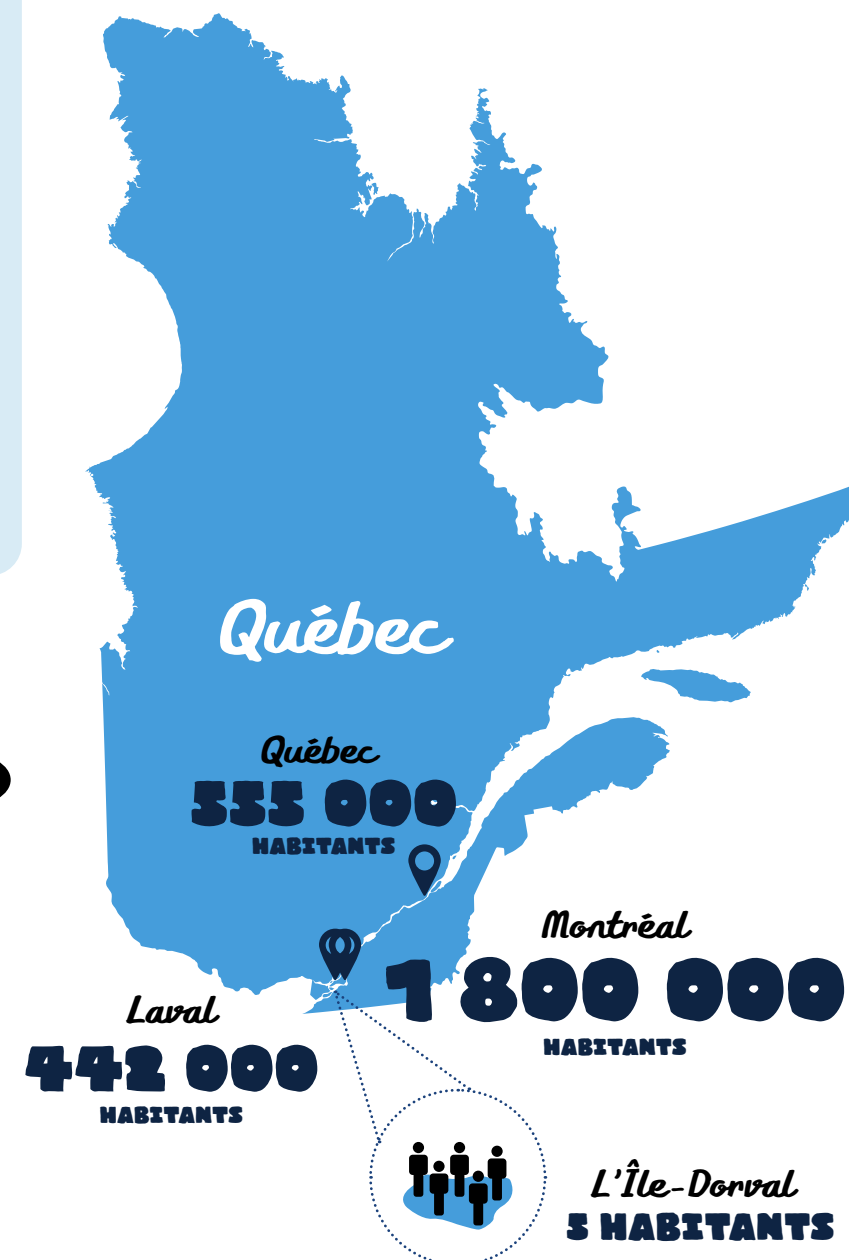 Québec
Québec
555 000
HABITANTS
Montréal
1 800 000
HABITANTS
Laval
442 000
HABITANTS
L'Île-Dorval
5 HABITANTS